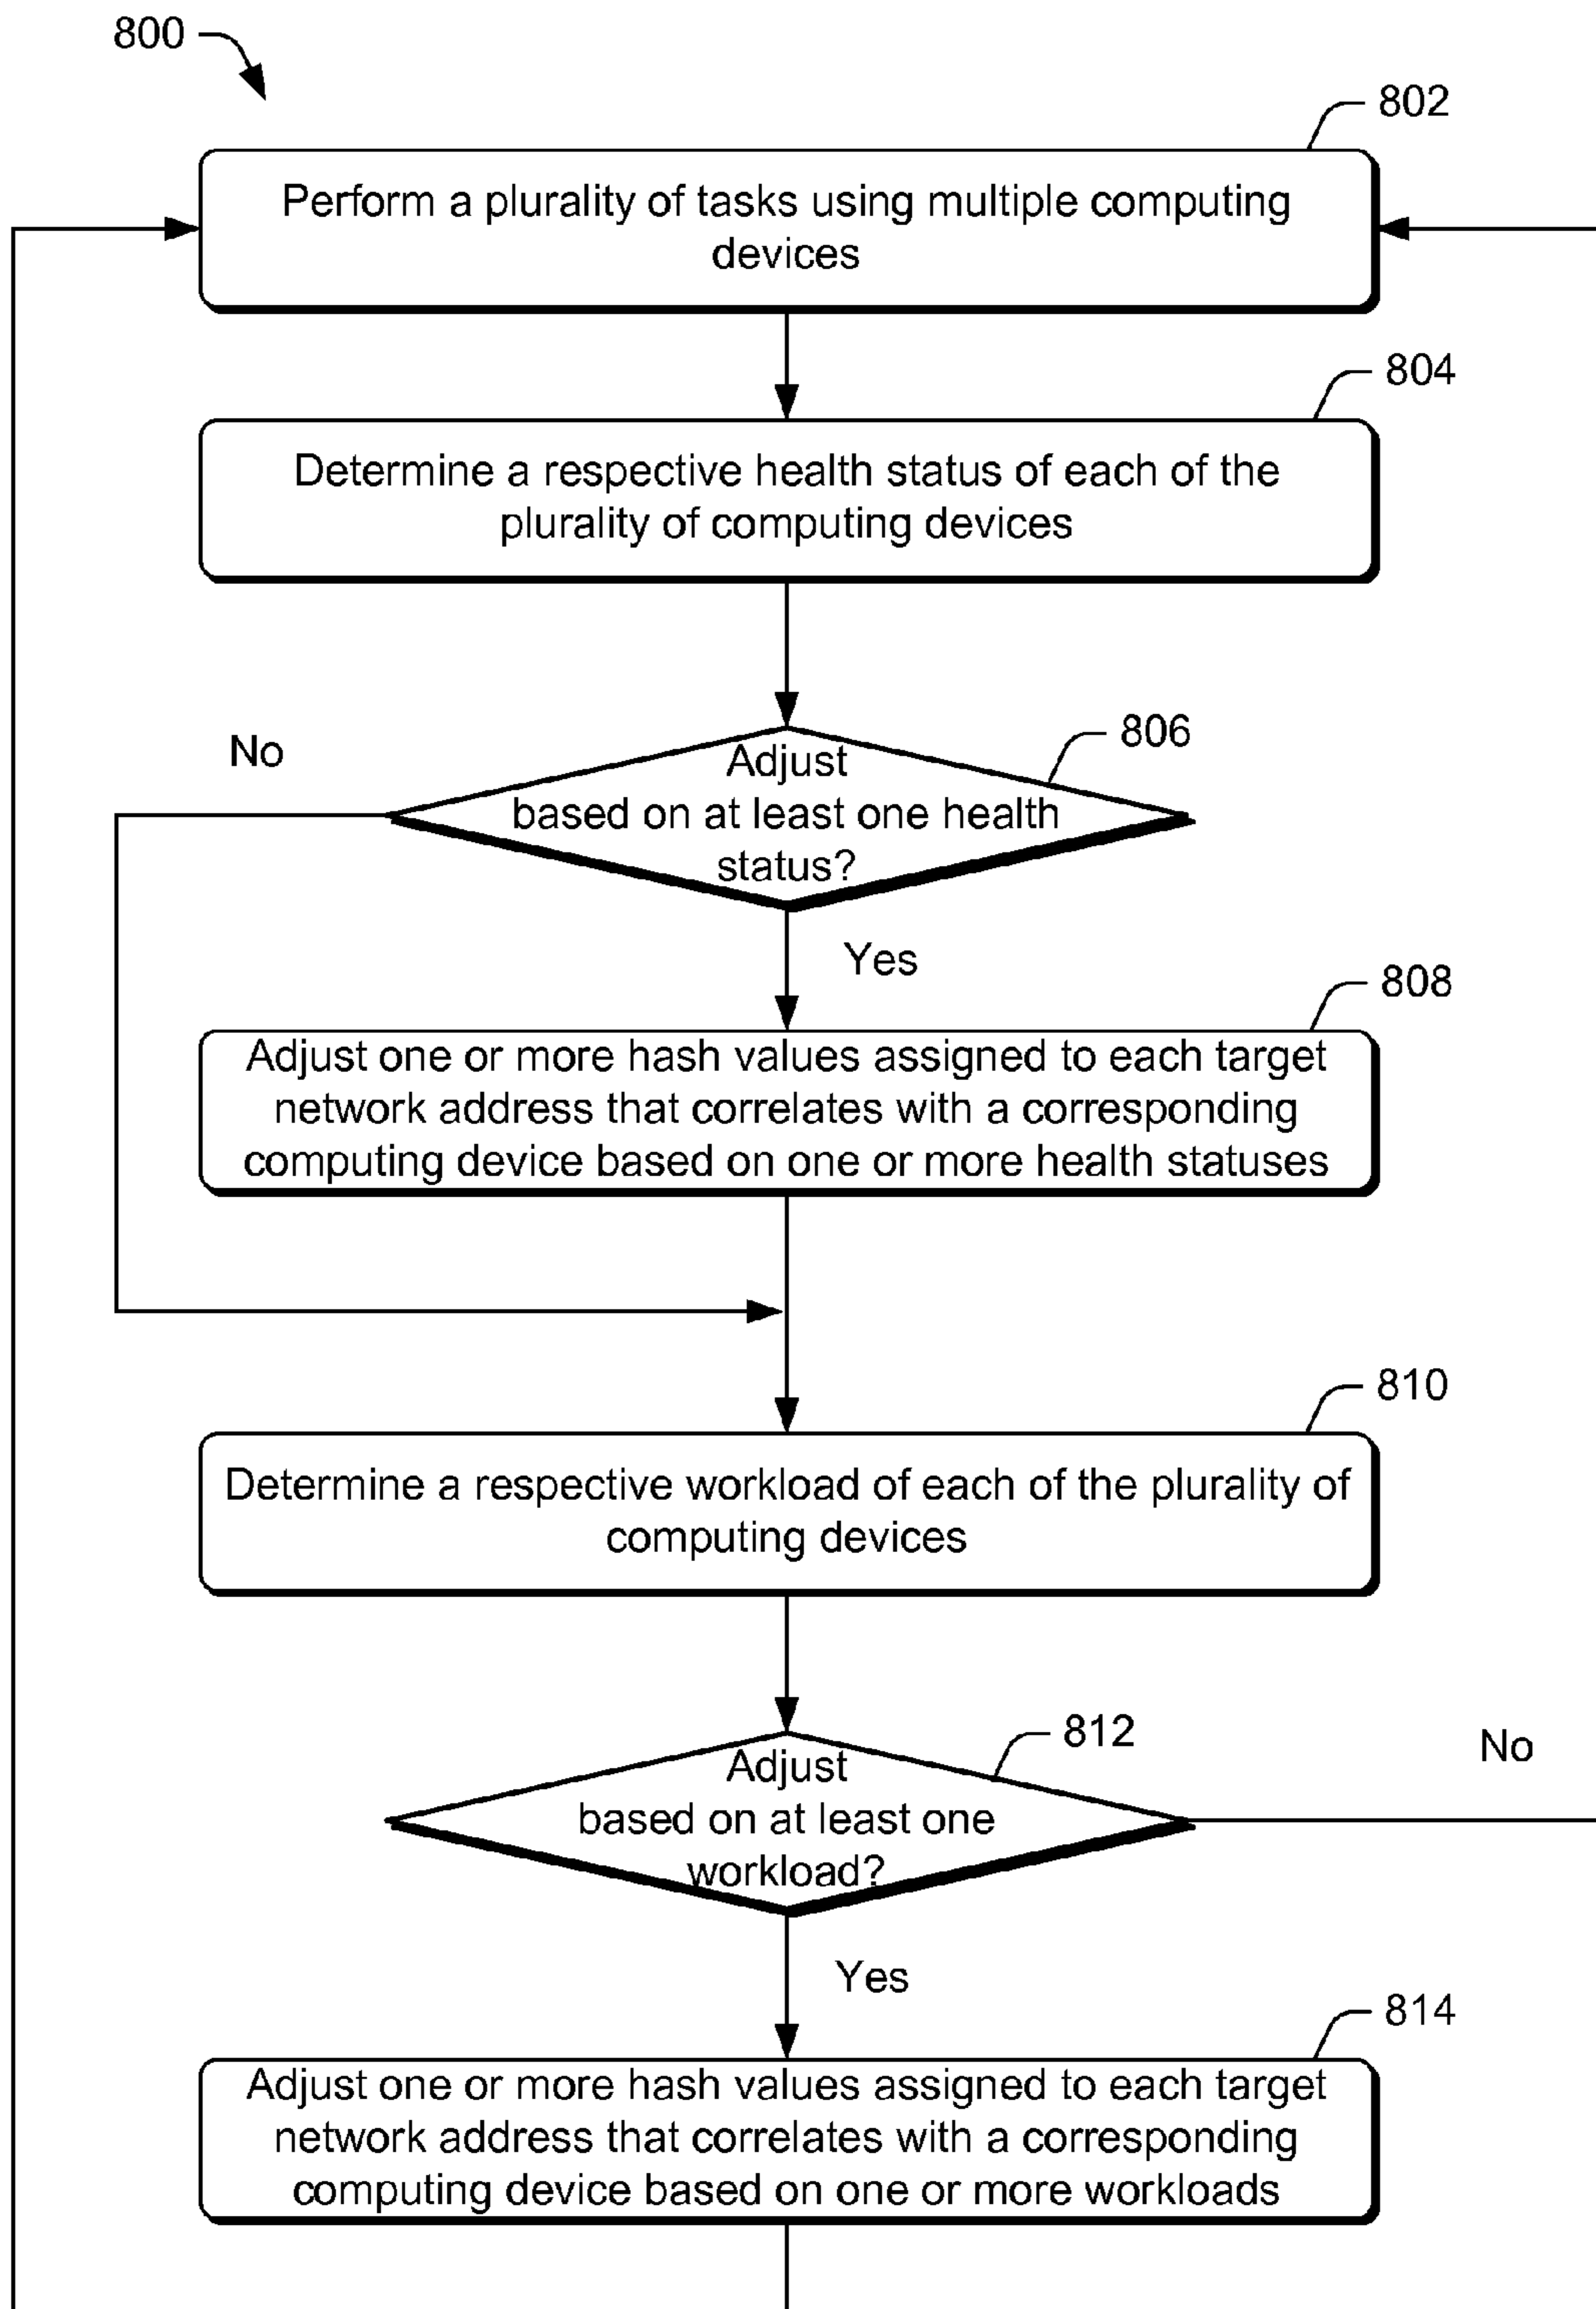 800
802
Perform a plurality of tasks using multiple computing
devices
804
Determine a respective health status of each of the
plurality of computing devices
No
806
Adjust
based on at least one health
status?
Yes
808
Adjust one or more hash values assigned to each target
network address that correlates with a corresponding
computing device based on one or more health statuses
810
Determine a respective workload of each of the plurality of
computing devices
812
No
Adjust
based on at least one
workload?
Yes
814
Adjust one or more hash values assigned to each target
network address that correlates with a corresponding
computing device based on one or more workloads